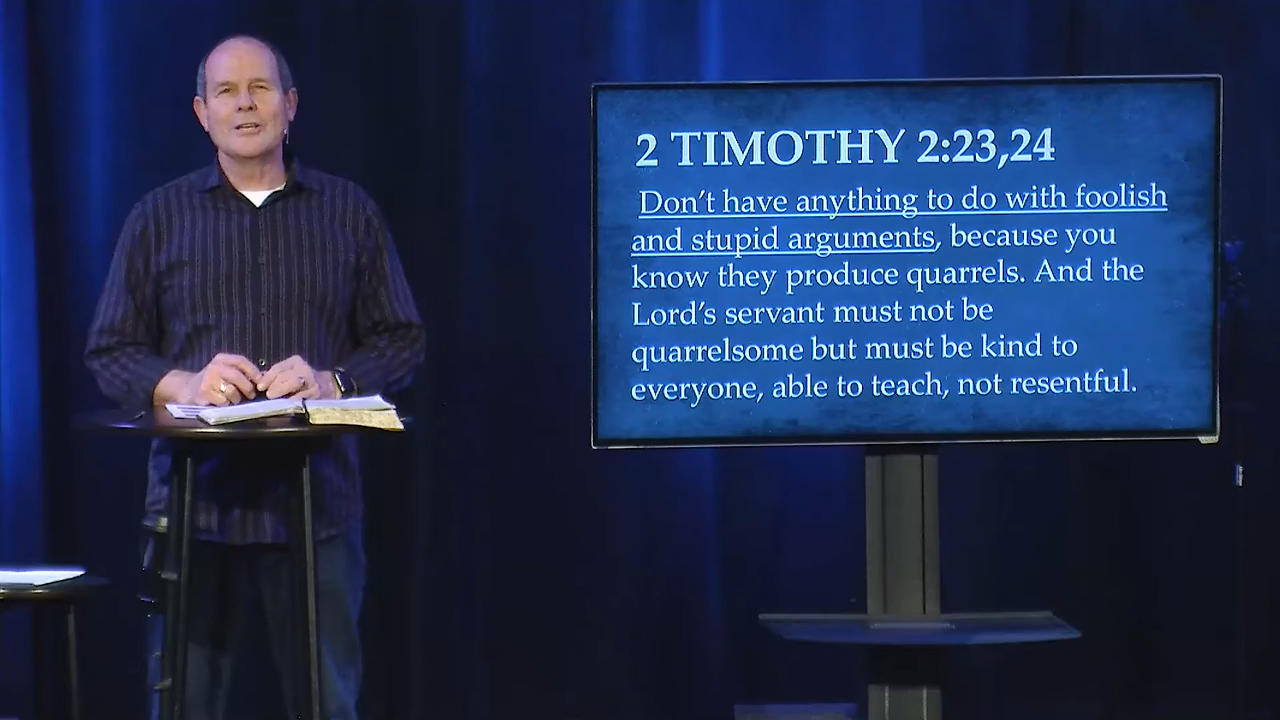 2 TIMOTHY 2:23,24
Don't have anything to do with foolish
and stupid arguments, because you
know they produce quarrels. And the
Lord's servant must not be
quarrelsome but must be kind to
everyone, able to teach, not resentful.